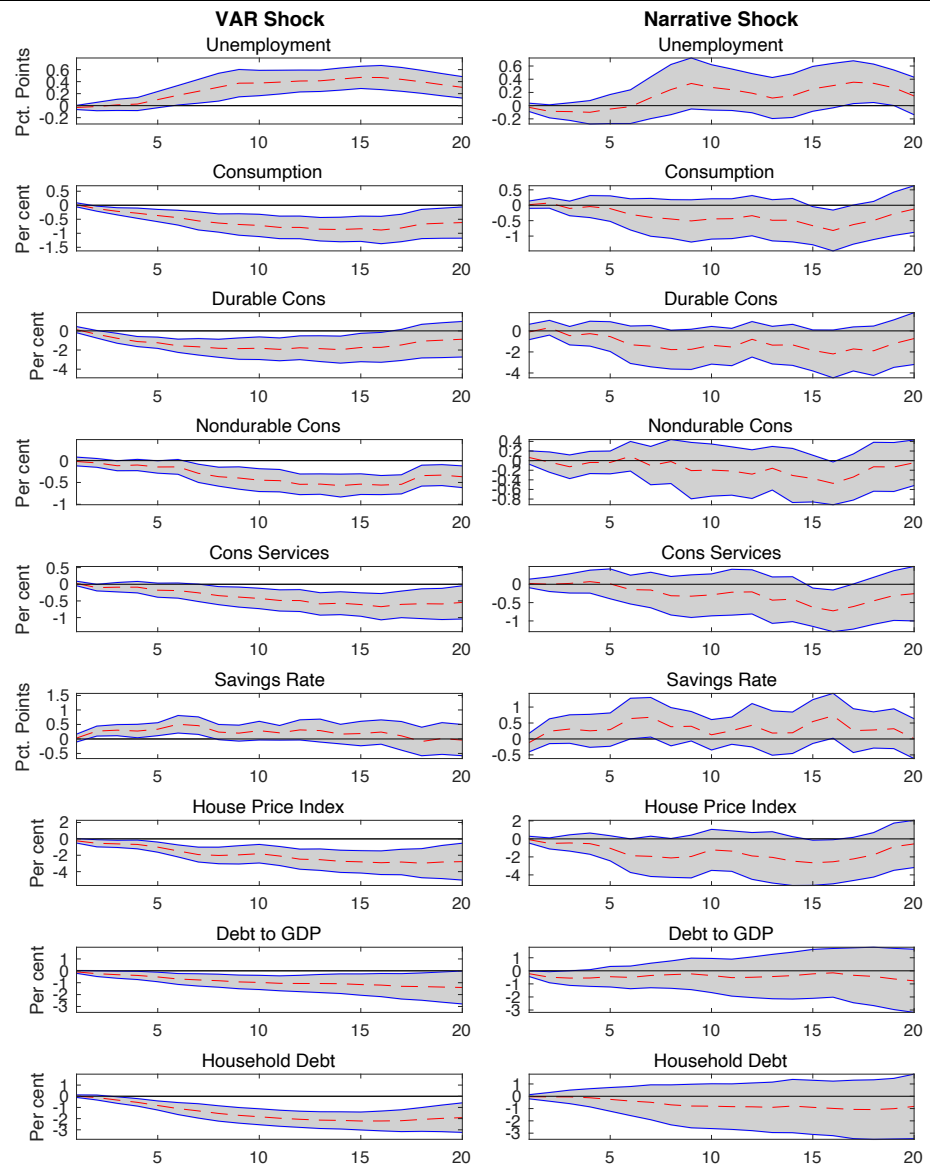 VAR Shock Narrative Shock
Unemployment Unemployment
Pct. Points
0.6
0.4
0.2
0
-0.2
5 10 15 20
0.6
0.4
0.2
0
-0.2
5 10 15 20
Consumption Consumption
Per cent
0.5
0
-0.5
-1
-1.5
5 10 15 20
0.5
0
-0.5
-1
5 10 15 20
Durable Cons Durable Cons
Per cent
0
-2
-4
5 10 15 20
0
-2
-4
5 10 15 20
Nondurable Cons Nondurable Cons
Per cent
0
-0.5
-1
5 10 15 20
0.4
0.2
0
-0.2
-0.4
-0.6
-0.8
5 10 15 20
Cons Services Cons Services
Per cent
0.5
0
-0.5
-1
5 10 15 20
0
-0.5
-1
5 10 15 20
Savings Rate Savings Rate
Pct. Points
1.5
1
0.5
0
-0.5
5 10 15 20
1
0.5
0
-0.5
5 10 15 20
House Price Index House Price Index
Per cent
2
0
-2
-4
5 10 15 20
2
0
-2
-4
5 10 15 20
Debt to GDP Debt to GDP
Per cent
1
0
-1
-2
-3
5 10 15 20
1
0
-1
-2
-3
5 10 15 20
Household Debt Household Debt
Per cent
1
0
-1
-2
-3
5 10 15 20
1
0
-1
-2
-3
5 10 15 20